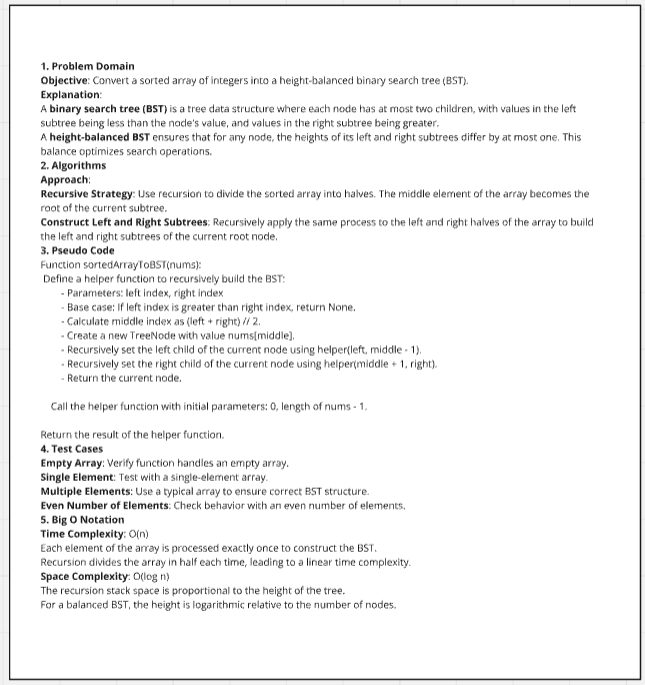 1. Problem Domain
Objective: Convert a sorted array of integers into a height-balanced binary search tree (BST).
Explanation:
A binary search tree (BST) is a tree data structure where each node has at most two children, with values in the left
subtree being less than the node's value, and values in the right subtree being greater.
A height-balanced BST ensures that for any node, the heights of its left and right subtrees differ by at most one. This
balance optimizes search operations.
2. Algorithms
Approach:
Recursive Strategy: Use recursion to divide the sorted array into halves. The middle element of the array becomes the
root of the current subtree.
Construct Left and Right Subtrees: Recursively apply the same process to the left and right halves of the array to build
the left and right subtrees of the current root node.
3. Pseudo Code
Function sortedArrayToBST(nums):
Define a helper function to recursively build the BST:
- Parameters: left index, right index
- Base case: If left index is greater than right index, return None.
- Calculate middle index as (left + right) // 2.
- Create a new TreeNode with value nums[middle].
- Recursively set the left child of the current node using helper(left, middle - 1).
- Recursively set the right child of the current node using helper(middle + 1, right).
- Return the current node.
Call the helper function with initial parameters: 0, length of nums - 1.
Return the result of the helper function.
4. Test Cases
Empty Array: Verify function handles an empty array.
Single Element: Test with a single-element array.
Multiple Elements: Use a typical array to ensure correct BST structure.
Even Number of Elements: Check behavior with an even number of elements.
5. Big O Notation
Time Complexity: O(n)
Each element of the array is processed exactly once to construct the BST.
Recursion divides the array in half each time, leading to a linear time complexity.
Space Complexity: O(log n)
The recursion stack space is proportional to the height of the tree.
For a balanced BST, the height is logarithmic relative to the number of nodes.